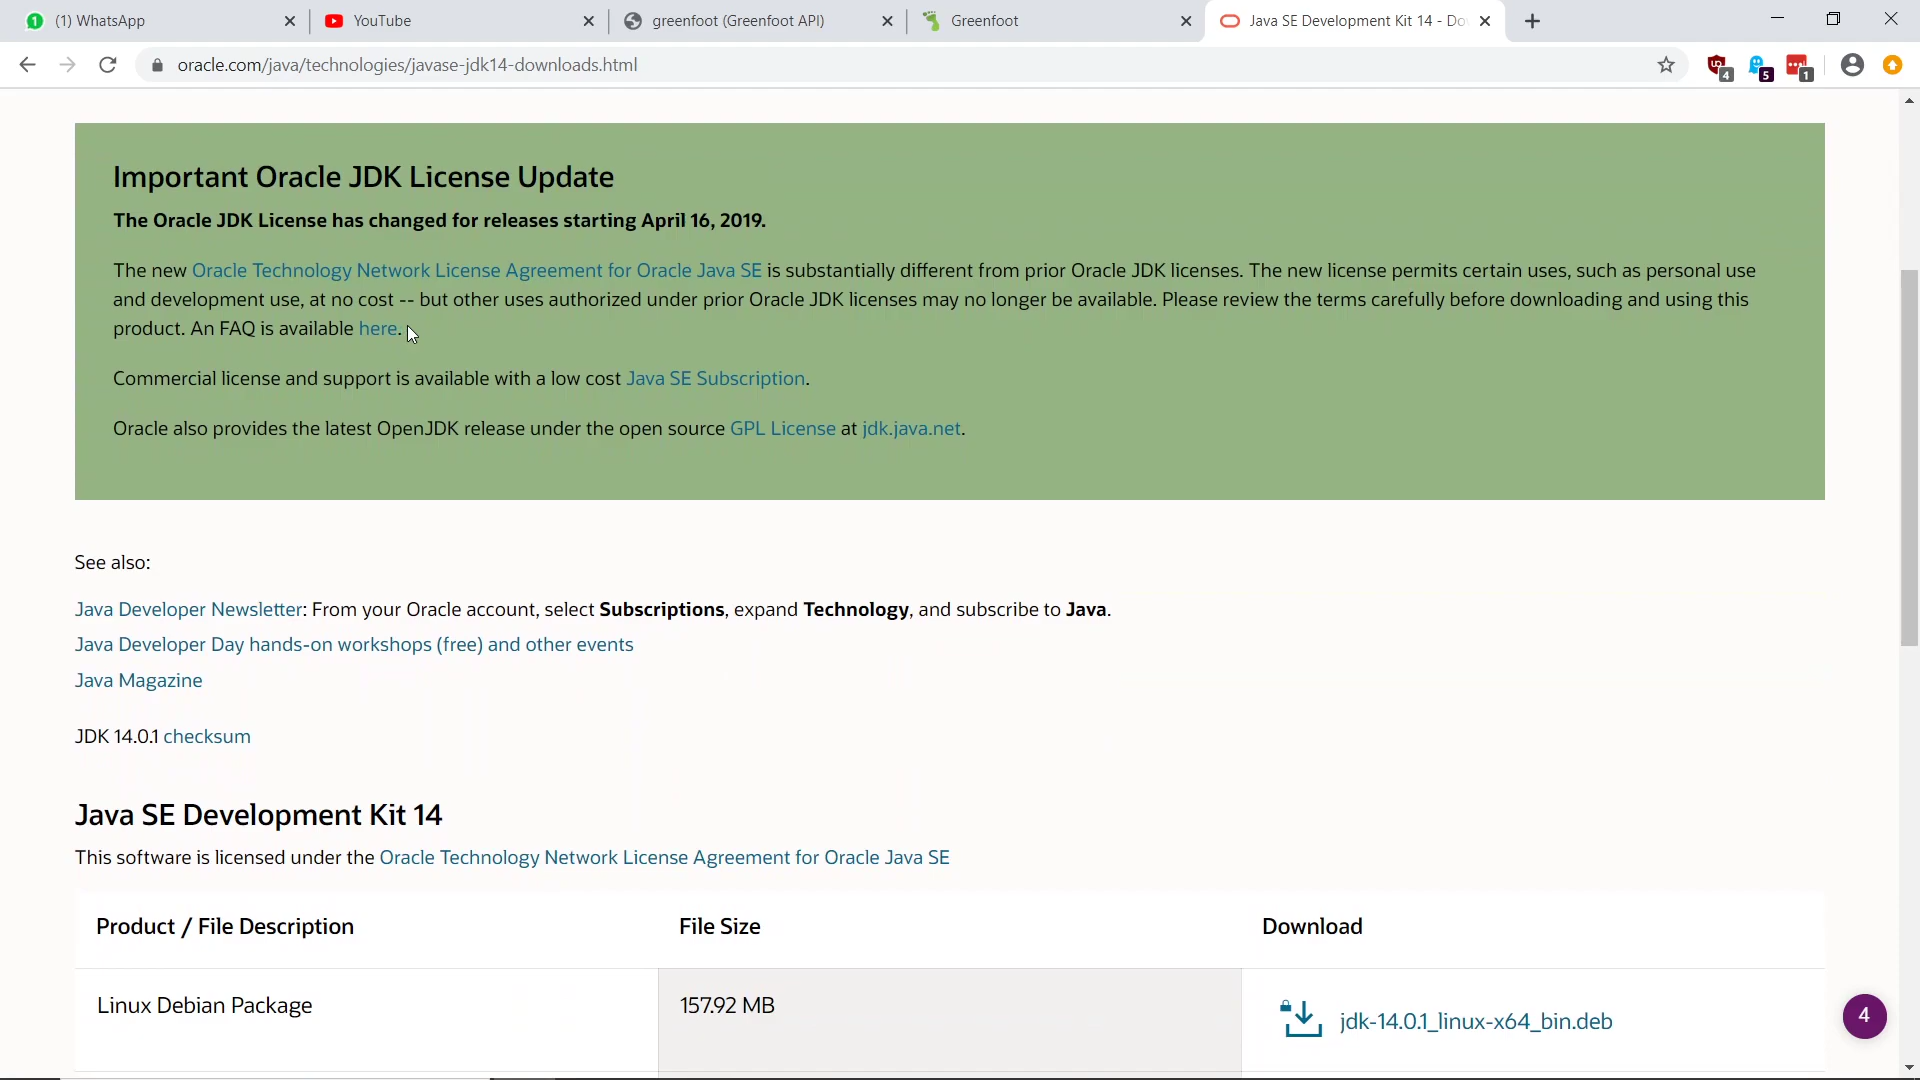 (1) WhatsApp
YouTube
greenfoot (Greenfoot API)
Greenfoot
Java SE Development Kit 14 - Do
oracle.com/java/technologies/javase-jdk14-downloads.html
4
5
1
Important Oracle JDK License Update
The Oracle JDK License has changed for releases starting April 16, 2019.
The new Oracle Technology Network License Agreement for Oracle Java SE is substantially different from prior Oracle JDK licenses. The new license permits certain uses, such as personal use
and development use, at no cost -- but other uses authorized under prior Oracle JDK licenses may no longer be available. Please review the terms carefully before downloading and using this
product. An FAQ is available here.
Commercial license and support is available with a low cost Java SE Subscription.
Oracle also provides the latest OpenJDK release under the open source GPL License at jdk.java.net.
See also:
Java Developer Newsletter: From your Oracle account, select Subscriptions, expand Technology, and subscribe to Java.
Java Developer Day hands-on workshops (free) and other events
Java Magazine
JDK 14.0.1 checksum
Java SE Development Kit 14
This software is licensed under the Oracle Technology Network License Agreement for Oracle Java SE
Product / File Description
File Size
Download
Linux Debian Package
157.92 MB
jdk-14.0.1_linux-x64_bin.deb
4